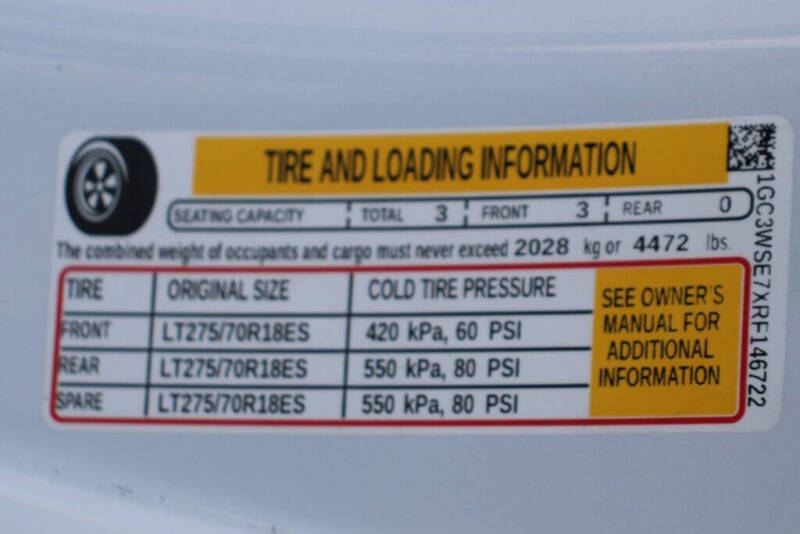 TIRE AND LOADING INFORMATION
SEATING CAPACITY TOTAL 3 FRONT 3 REAR 0
The combined weight of occupants and cargo must never exceed 2028 kg or 4472 lbs.
TIRE ORIGINAL SIZE COLD TIRE PRESSURE
FRONT LT275/70R18ES 420 kPa, 60 PSI
REAR LT275/70R18ES 550 kPa, 80 PSI
SPARE LT275/70R18ES 550 kPa, 80 PSI
SEE OWNER'S
MANUAL FOR
ADDITIONAL
INFORMATION
1GC3WSE7XRF146722